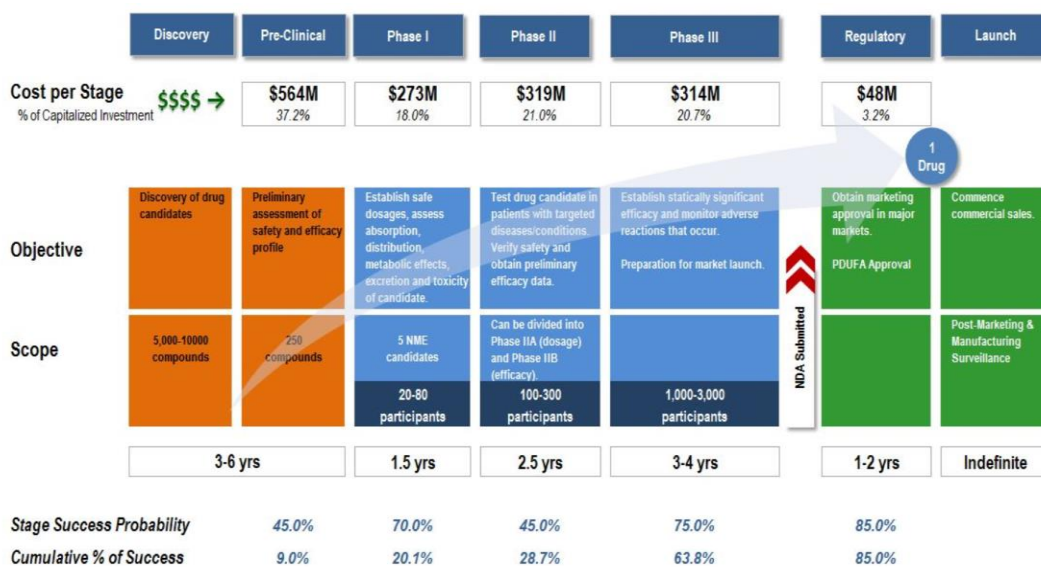 Discovery
Pre-Clinical
Phase I
Phase II
Phase III
Regulatory
Launch
Cost per Stage
% of Capitalized Investment
$$$$ →
$564M
37.2%
$273M
18.0%
$319M
21.0%
$314M
20.7%
$48M
3.2%
1
Drug
Objective
Discovery of drug
candidates
Preliminary
assessment of
safety and efficacy
profile
Establish safe
dosages, assess
absorption,
distribution,
metabolic effects,
excretion and toxicity
of candidate.
Test drug candidate in
patients with targeted
diseases/conditions.
Verify safety and
obtain preliminary
efficacy data.
Establish statically significant
efficacy and monitor adverse
reactions that occur.
Preparation for market launch.
Obtain marketing
approval in major
markets.
PDUFA Approval
Commence
commercial sales.
Scope
5,000-10000
compounds
250
compounds
5 NME
candidates
20-80
participants
Can be divided into
Phase IIA (dosage)
and Phase IIB
(efficacy).
100-300
participants
1,000-3,000
participants
NDA Submitted
Post-Marketing &
Manufacturing
Surveillance
3-6 yrs
1.5 yrs
2.5 yrs
3-4 yrs
1-2 yrs
Indefinite
Stage Success Probability
45.0%
70.0%
45.0%
75.0%
85.0%
Cumulative % of Success
9.0%
20.1%
28.7%
63.8%
85.0%